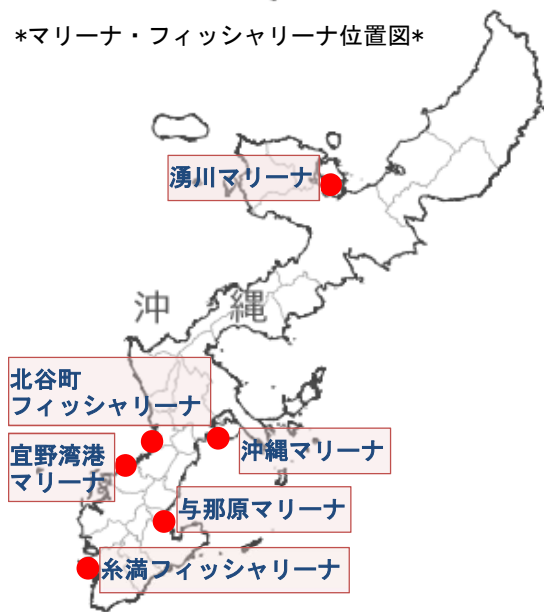 *マリーナ・フィッシャリーナ位置図*
湧川マリーナ
沖縄
北谷町
フィッシャリーナ
宜野湾港
マリーナ
沖縄マリーナ
与那原マリーナ
糸満フィッシャリーナ